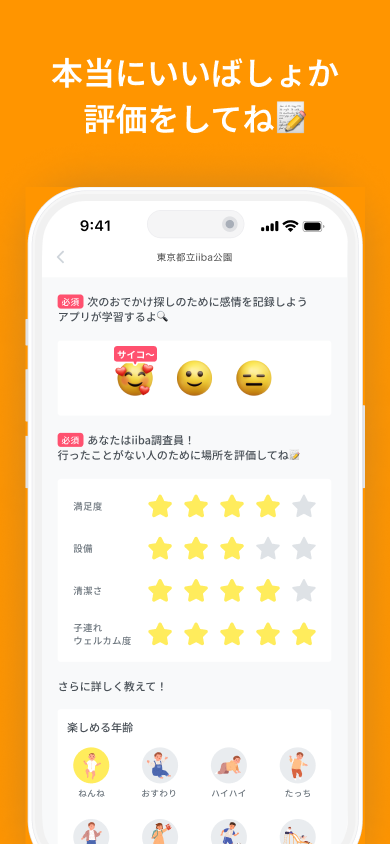 本当にいいばしょか
評価をしてね📝
9:41
東京都立iiba公園
必須 次のおでかけ探しのために感情を記録しよう
アプリが学習するよ🔍
サイコ〜
必須 あなたはiiba調査員！
行ったことがない人のために場所を評価してね📝
満足度
設備
清潔さ
子連れ
ウェルカム度
さらに詳しく教えて！
楽しめる年齢
ねんね おすわり ハイハイ たっち